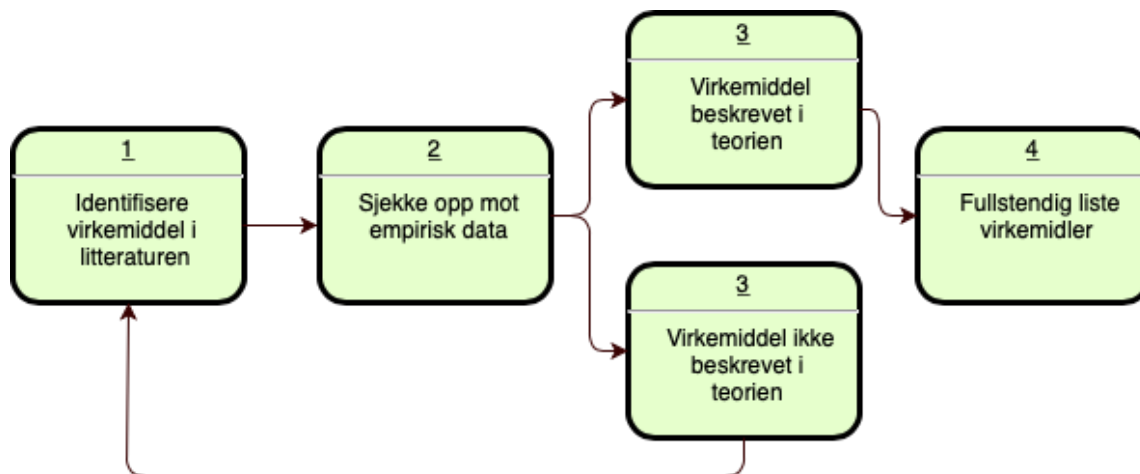 1
Identifisere
virkemiddel i
litteraturen
2
Sjekke opp mot
empirisk data
3
Virkemiddel
beskrevet i
teorien
3
Virkemiddel ikke
beskrevet i
teorien
4
Fullstendig liste
virkemidler